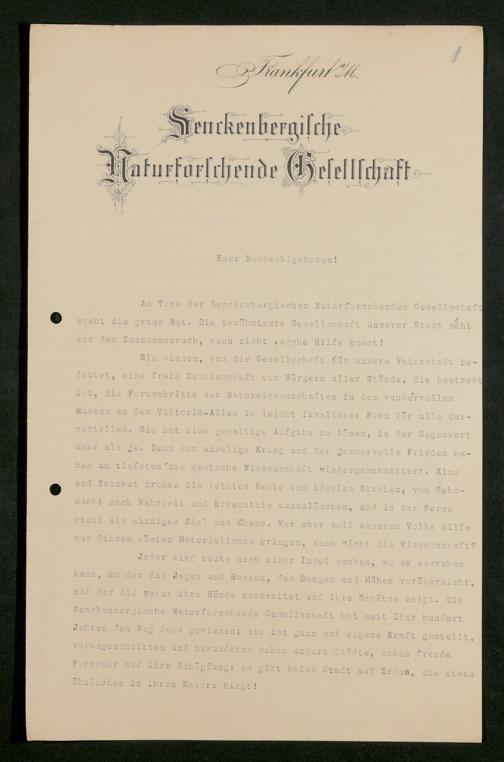 1
Frankfurt a/M.
Senckenbergische
Naturforschende Gesellschaft
Euer Hochwohlgeboren!
Am Tore der Senckenbergischen Naturforschenden Gesellschaft
steht die graue Not. Die berühmteste Gesellschaft unserer Stadt
vor dem Zusammenbruch, wenn nicht rasche Hilfe kommt!
Sie wissen, was die Gesellschaft für unsere Vaterstadt be-
deutet, eine freie Gemeinschaft von Bürgern aller Stände, die bestrebt
ist, die Fortschritte der Naturwissenschaften in dem wundervollen
Museum an der Viktoria-Allee in leicht fasslicher Form für alle dar-
zustellen. Sie hat eine gewaltige Aufgabe zu lösen, in der Gegenwart
mehr als je. Denn der unselige Krieg und der jammervolle Frieden ha-
ben am tiefsten die deutsche Wissenschaft niedergeschmettert. Kino
und Tanzwut drohen die letzten Reste von idealem Streben, von Sehn-
sucht nach Wahrheit und Erkenntnis auszulöschen, und in der Ferne
steht als einziges Ziel das Chaos. Wer aber soll unserem Volke Hilfe
aus diesem wüsten Materialismus bringen, wenn nicht die Wissenschaft?
Jeder wird heute nach einer Insel suchen, wo er ausruhen
kann, an der das Jagen und Hasten, das Sorgen und Mühen vorüberzieht,
auf der die Natur ihre Hände ausbreitet und ihre Schätze zeigt. Die
Senckenbergische Naturforschende Gesellschaft hat seit über hundert
Jahren den Weg dazu gewiesen; sie ist ganz auf eigene Kraft gestellt,
vorangeschritten und bewundernd sehen andere Städte, sehen fremde
Forscher auf ihre Schöpfung: es gibt keine Stadt auf Erden, die etwas
Ähnliches in ihren Mauern birgt!